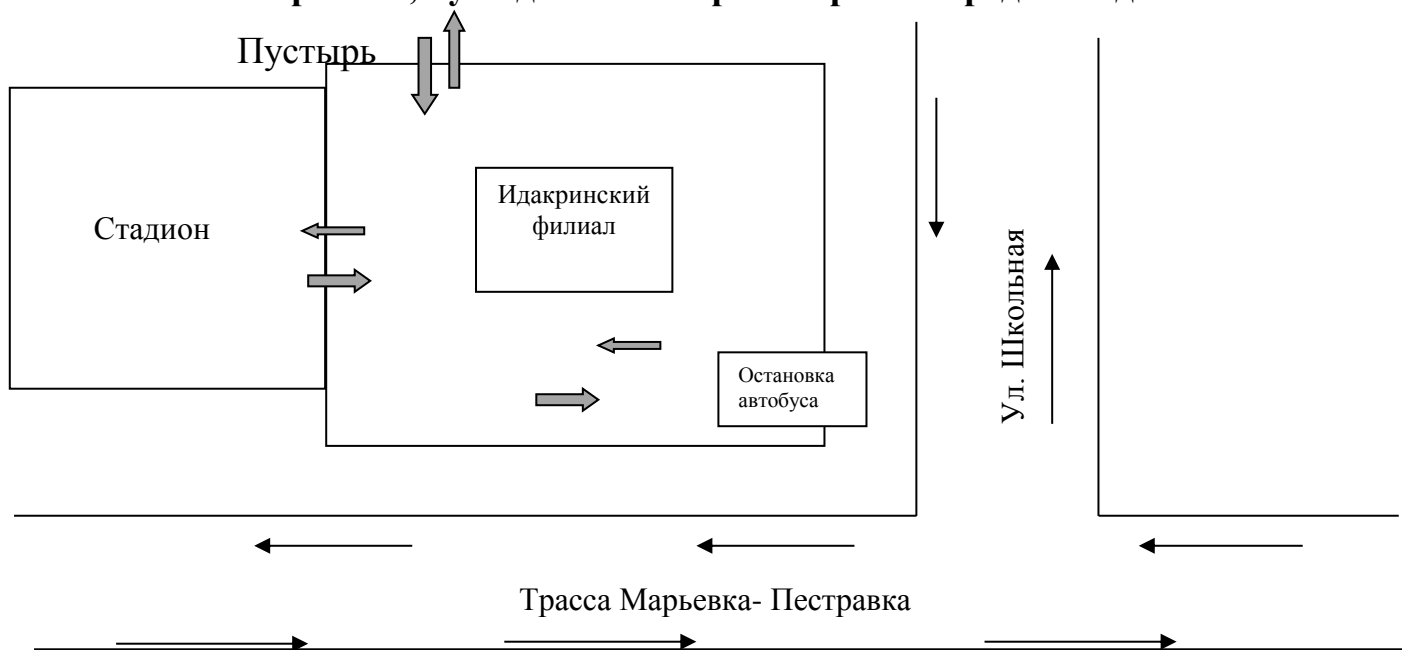 Пустырь
Идакринский
филиал
Стадион
Ул. Школьная
Остановка
автобуса
Трасса Марьевка- Пестравка